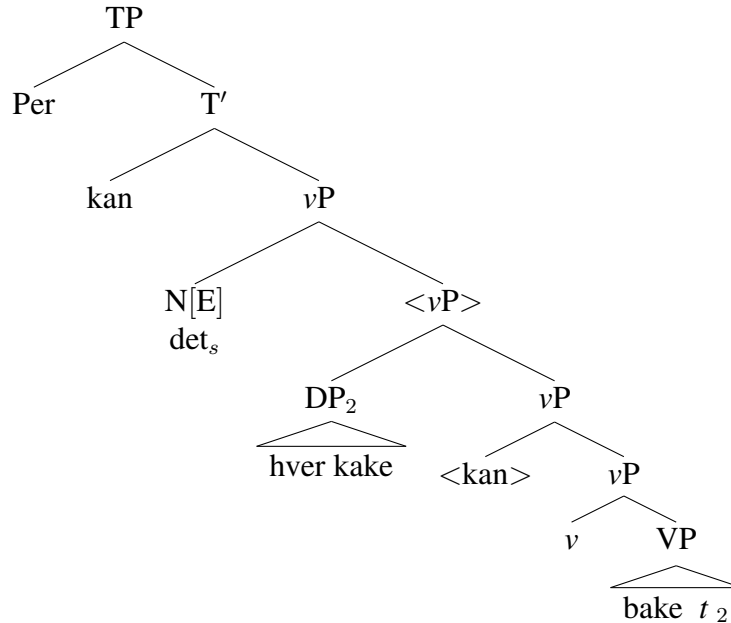 TP
Per T′
kan vP
N[E] <vP>
det_s
DP_2 vP
hver kake <kan> vP
v VP
bake t_2